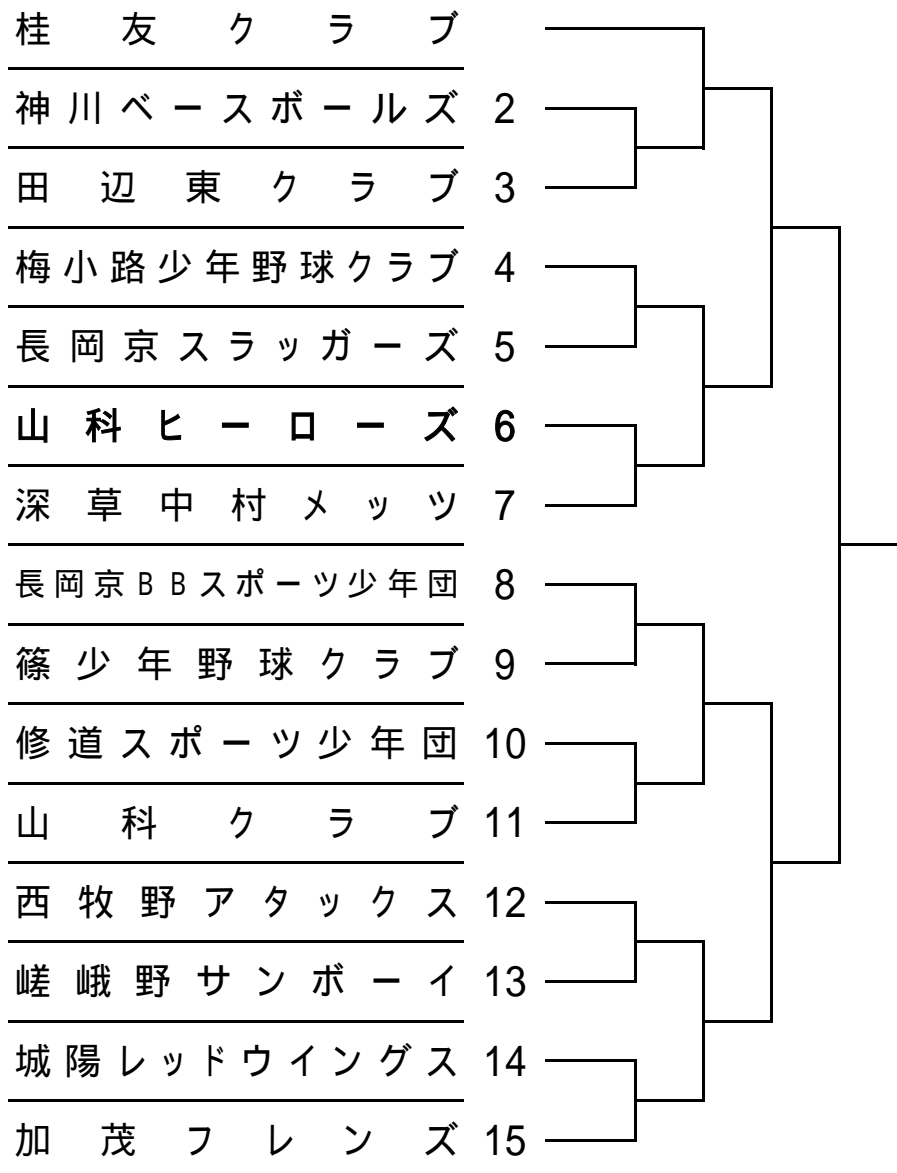 桂友クラブ
神川ベースボールズ 2
田辺東クラブ 3
梅小路少年野球クラブ 4
長岡京スラッガーズ 5
山科ヒーローズ 6
深草中村メッツ 7
長岡京BBスポーツ少年団 8
篠少年野球クラブ 9
修道スポーツ少年団 10
山科クラブ 11
西牧野アタックス 12
嵯峨野サンボーイ 13
城陽レッドウイングス 14
加茂フレンズ 15